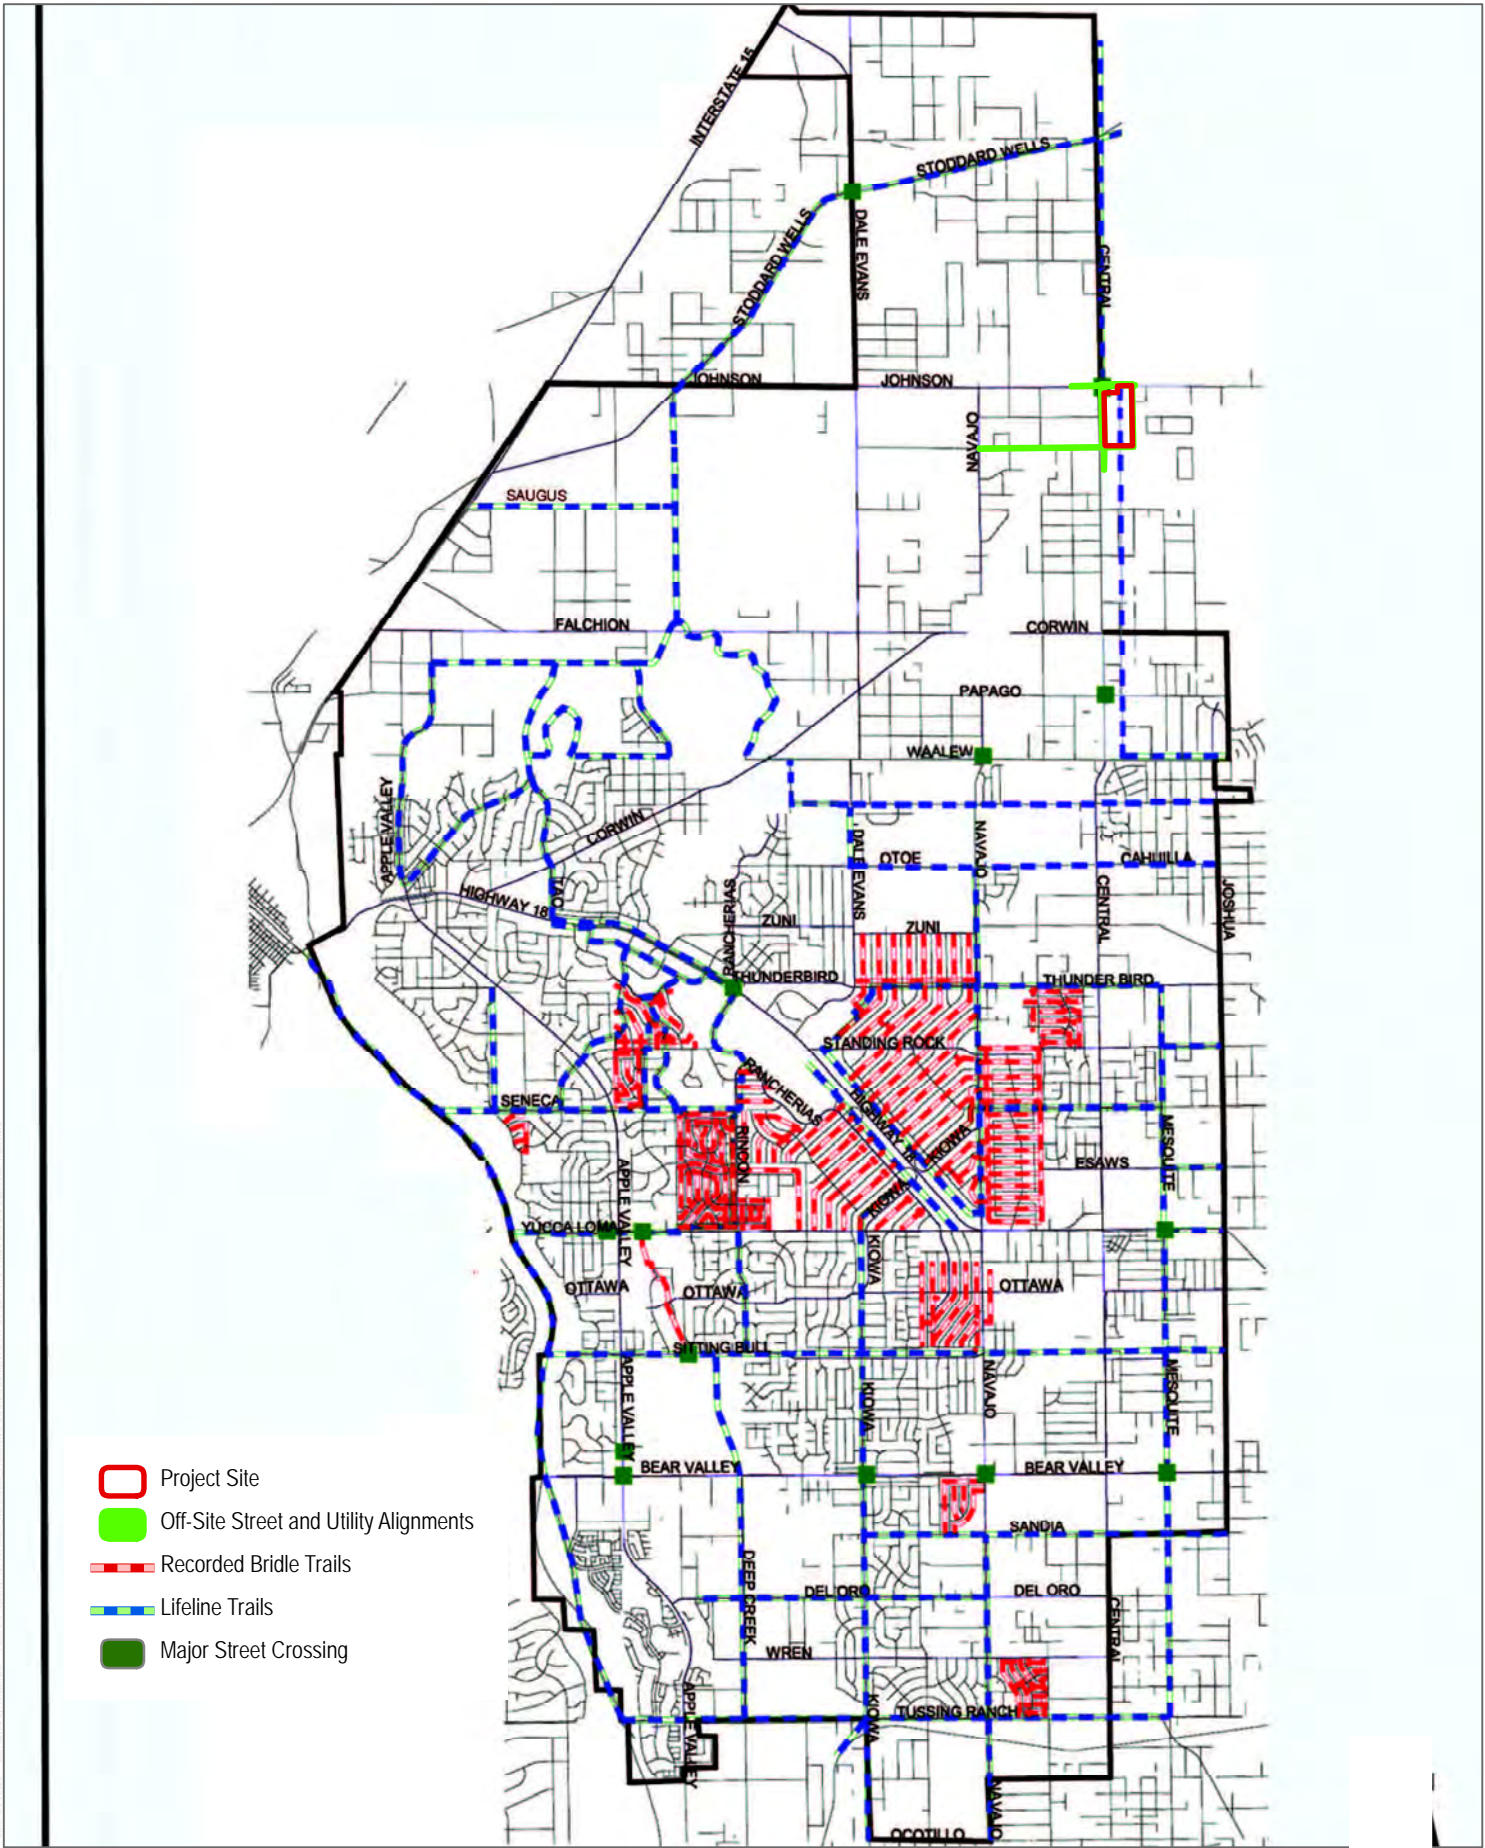 INTERSTATE 15
STODDARD WELLS
STODDARD WELLS
DALE EVANS
CENTRAL
JOHNSON
JOHNSON
NAVAJO
SAUGUS
FALCHION
CORWIN
PAPAGO
WAALEW
APPLE VALLEY
CORWIN
NAVAJO
DALE EVANS
OTOE
CAHUILLA
HIGHWAY 18
TAO
RANCHERIAS
ZUNI
ZUNI
CENTRAL
JOSHUA
THUNDERBIRD
THUNDER BIRD
STANDING ROCK
RANCHERIAS
HIGHWAY 18
SENECA
RINCON
KIOWA
MESQUITE
ESAWS
APPLE VALLEY
KIOWA
YUCCA LOMA
KIOWA
OTTAWA
OTTAWA
OTTAWA
SITTING BULL
APPLE VALLEY
KIOWA
NAVAJO
MESQUITE
BEAR VALLEY
BEAR VALLEY
Project Site
Off-Site Street and Utility Alignments
Recorded Bridle Trails
Lifeline Trails
Major Street Crossing
SANDIA
DEEP CREEK
DEL ORO
DEL ORO
CENTRAL
WREN
APPLE VALLEY
KIOWA
TUSSING RANCH
NAVAJO
OCOTILLO